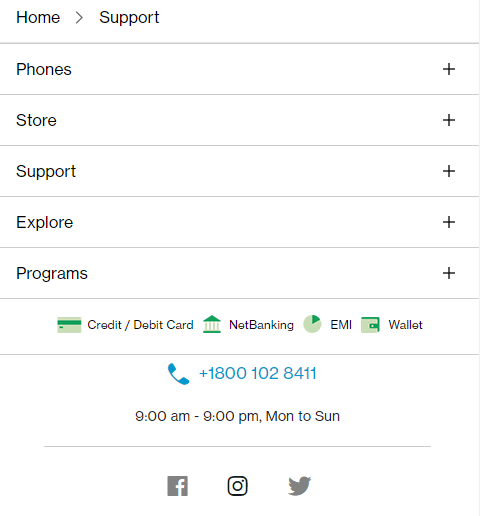 Home > Support
Phones
Store
Support
Explore
Programs
Credit / Debit Card NetBanking EMI Wallet
+1800 102 8411
9:00 am - 9:00 pm, Mon to Sun